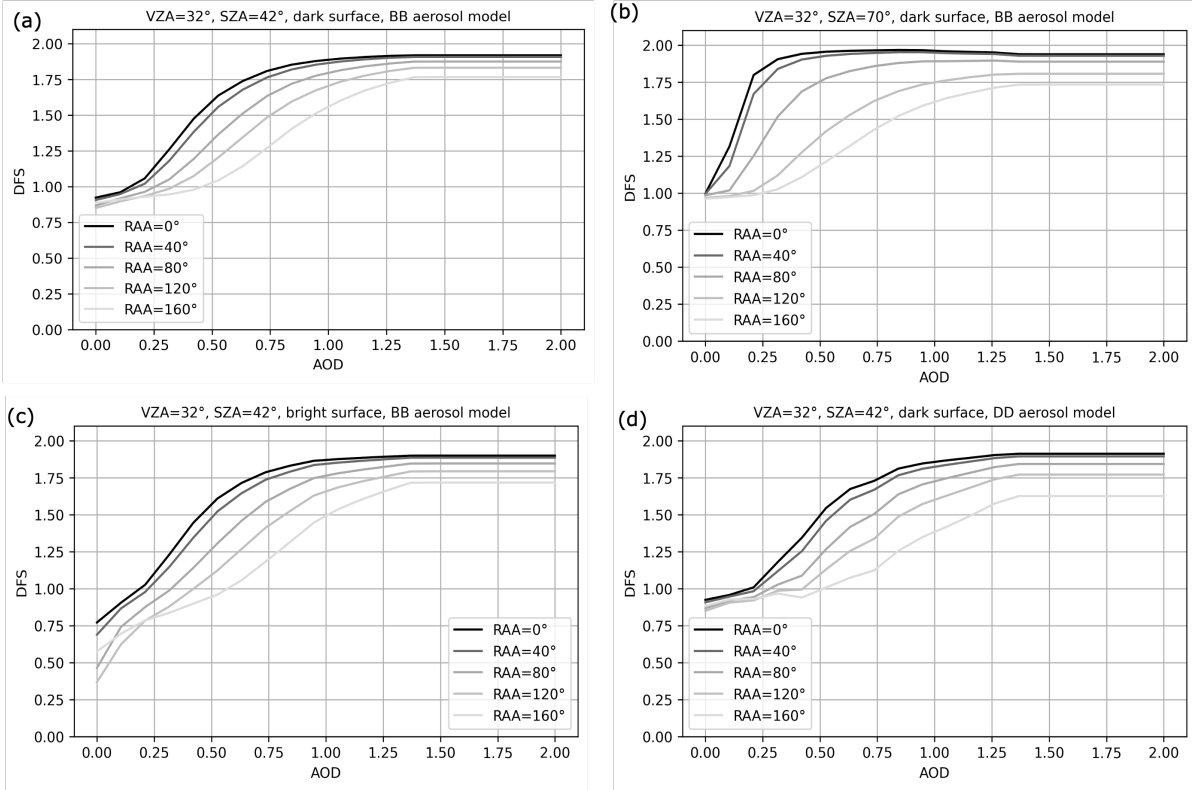 (a)
VZA=32°, SZA=42°, dark surface, BB aerosol model
2.00
1.75
1.50
1.25
1.00
0.75
0.50
0.25
0.00
DFS
RAA=0°
RAA=40°
RAA=80°
RAA=120°
RAA=160°
0.00 0.25 0.50 0.75 1.00 1.25 1.50 1.75 2.00
AOD
(b)
VZA=32°, SZA=70°, dark surface, BB aerosol model
2.00
1.75
1.50
1.25
1.00
0.75
0.50
0.25
0.00
DFS
RAA=0°
RAA=40°
RAA=80°
RAA=120°
RAA=160°
0.00 0.25 0.50 0.75 1.00 1.25 1.50 1.75 2.00
AOD
(c)
VZA=32°, SZA=42°, bright surface, BB aerosol model
2.00
1.75
1.50
1.25
1.00
0.75
0.50
0.25
0.00
DFS
RAA=0°
RAA=40°
RAA=80°
RAA=120°
RAA=160°
0.00 0.25 0.50 0.75 1.00 1.25 1.50 1.75 2.00
AOD
(d)
VZA=32°, SZA=42°, dark surface, DD aerosol model
2.00
1.75
1.50
1.25
1.00
0.75
0.50
0.25
0.00
DFS
RAA=0°
RAA=40°
RAA=80°
RAA=120°
RAA=160°
0.00 0.25 0.50 0.75 1.00 1.25 1.50 1.75 2.00
AOD